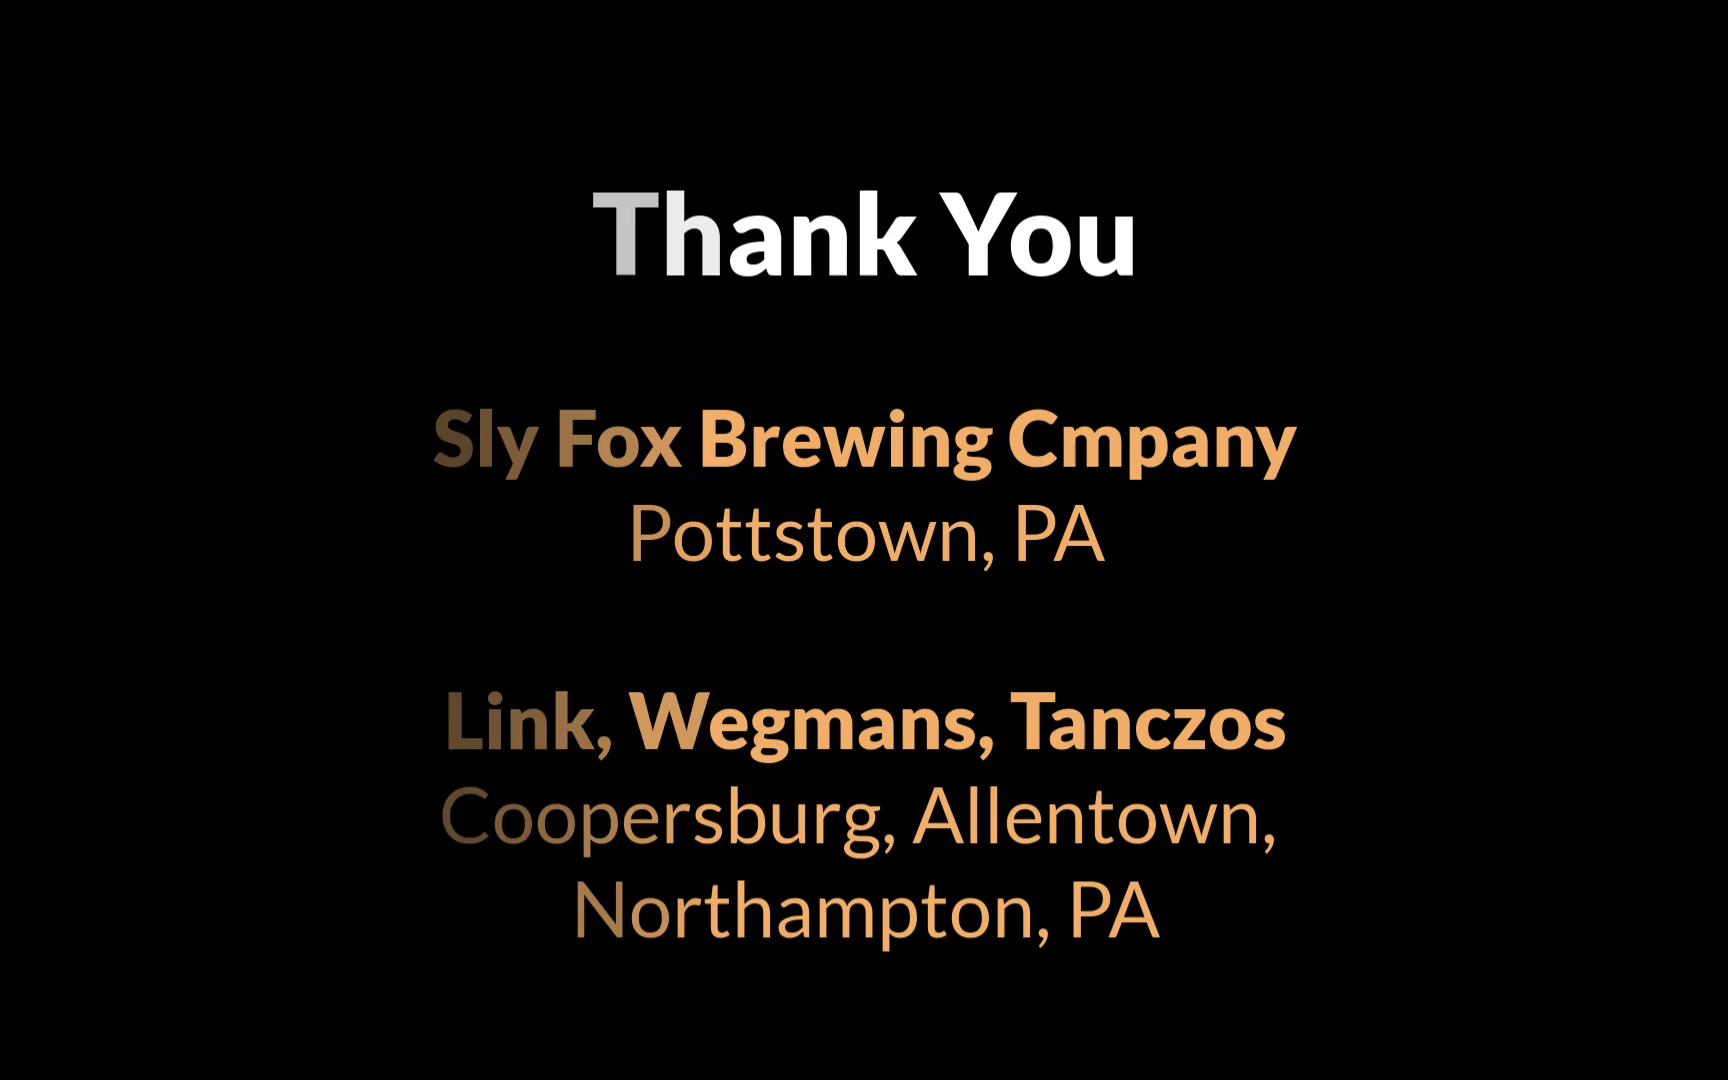 Thank You
Sly Fox Brewing Cmpany
Pottstown, PA
Link, Wegmans, Tanczos
Coopersburg, Allentown,
Northampton, PA